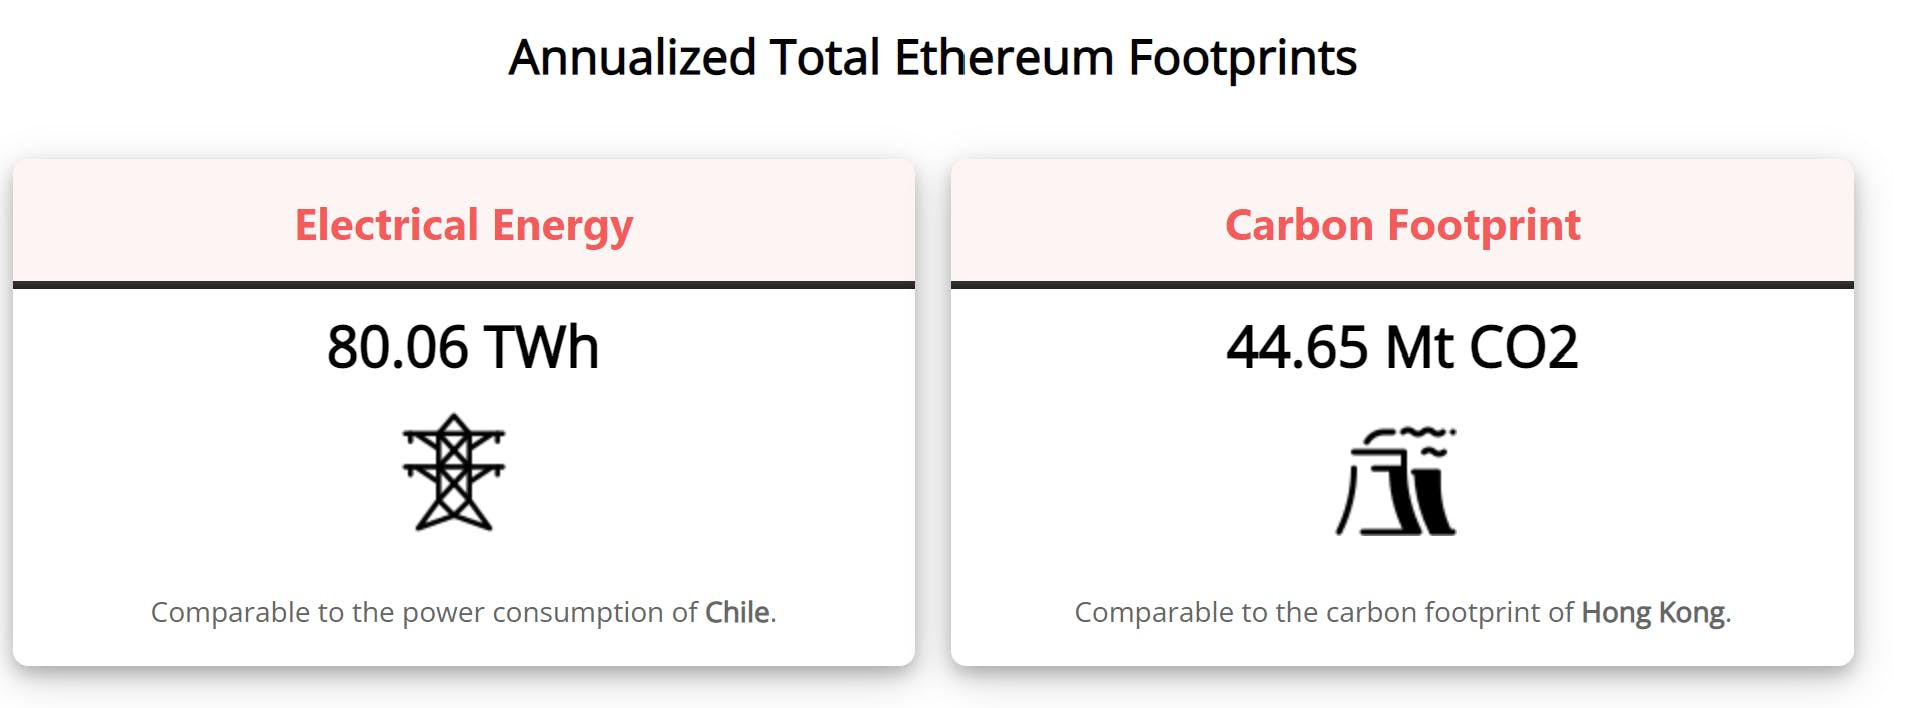 Annualized Total Ethereum Footprints
Electrical Energy
80.06 TWh
Comparable to the power consumption of Chile.
Carbon Footprint
44.65 Mt CO2
Comparable to the carbon footprint of Hong Kong.